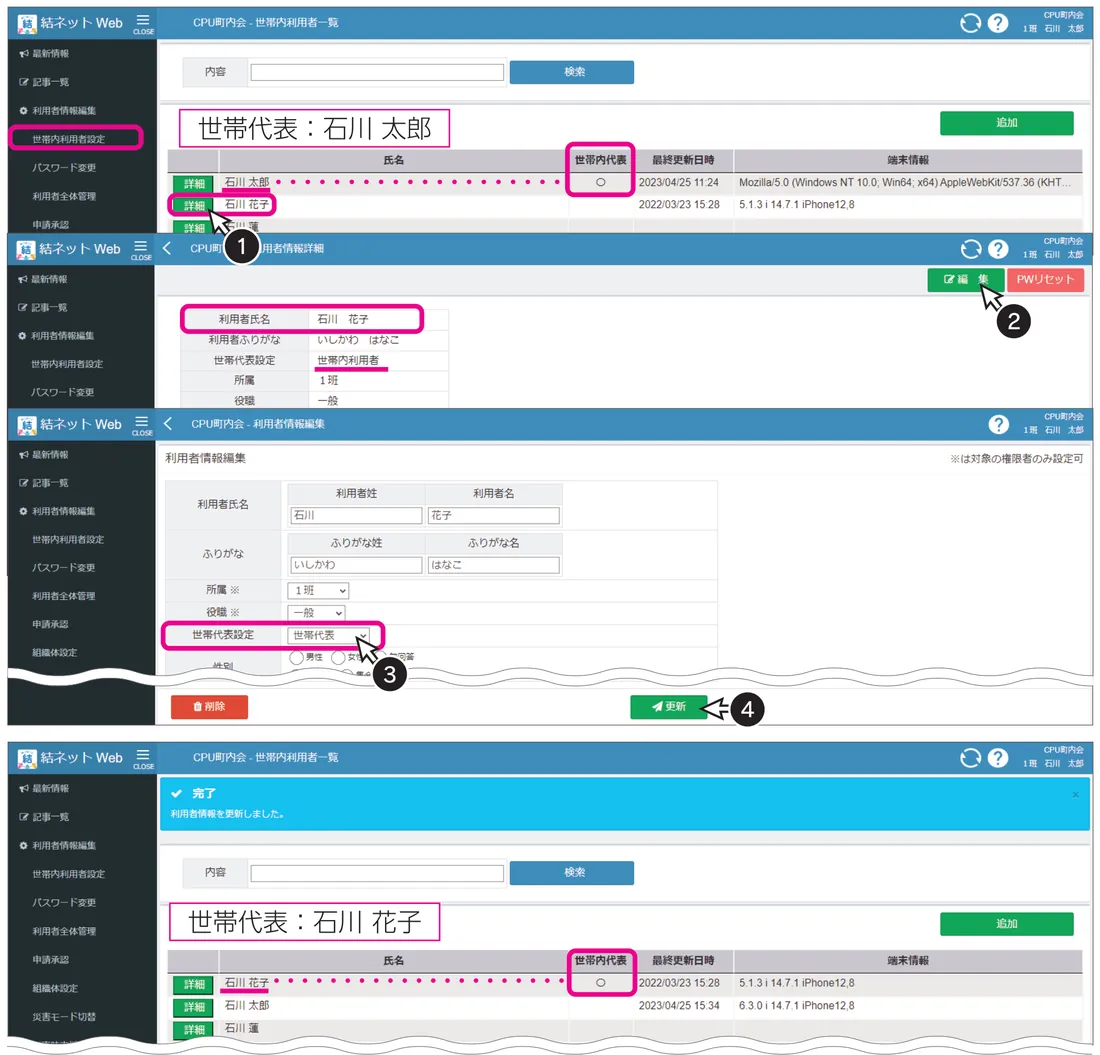 結ネット Web
CLOSE
CPU町内会 - 世帯内利用者一覧
CPU町内会
1班 石川 太郎
最新情報
記事一覧
利用者情報編集
世帯内利用者設定
パスワード変更
利用者全体管理
申請承認
内容
検索
世帯代表：石川 太郎
追加
氏名 世帯内代表 最終更新日時 端末情報
詳細 石川 太郎 ○ 2023/04/25 11:24 Mozilla/5.0 (Windows NT 10.0; Win64; x64) AppleWebKit/537.36 (KHT...
詳細 石川 花子 2022/03/23 15:28 5.1.3 i 14.7.1 iPhone12,8
詳細 石川 蓮
1
結ネット Web
CLOSE
CPU町 利用者情報詳細
CPU町内会
1班 石川 太郎
最新情報
記事一覧
利用者情報編集
世帯内利用者設定
パスワード変更
編 集
PWリセット
2
利用者氏名 石川 花子
利用者ふりがな いしかわ はなこ
世帯代表設定 世帯内利用者
所属 1班
役職 一般
結ネット Web
CLOSE
CPU町内会 - 利用者情報編集
?
CPU町内会
1班 石川 太郎
最新情報
記事一覧
利用者情報編集
世帯内利用者設定
パスワード変更
利用者全体管理
申請承認
組織体設定
利用者情報編集
※は対象の権限者のみ設定可
利用者氏名
利用者姓 利用者名
石川 花子
ふりがな
ふりがな姓 ふりがな名
いしかわ はなこ
所属 ※ 1班
役職 ※ 一般
世帯代表設定 世帯代表
性別 男性 女性 回答
3
削除
更新
4
結ネット Web
CLOSE
CPU町内会 - 世帯内利用者一覧
?
CPU町内会
1班 石川 太郎
最新情報
記事一覧
利用者情報編集
世帯内利用者設定
パスワード変更
利用者全体管理
申請承認
組織体設定
災害モード切替
完了
×
利用者情報を更新しました。
内容
検索
世帯代表：石川 花子
追加
氏名 世帯内代表 最終更新日時 端末情報
詳細 石川 花子 ○ 2022/03/23 15:28 5.1.3 i 14.7.1 iPhone12,8
詳細 石川 太郎 2023/04/25 15:34 6.3.0 i 14.7.1 iPhone12,8
詳細 石川 蓮